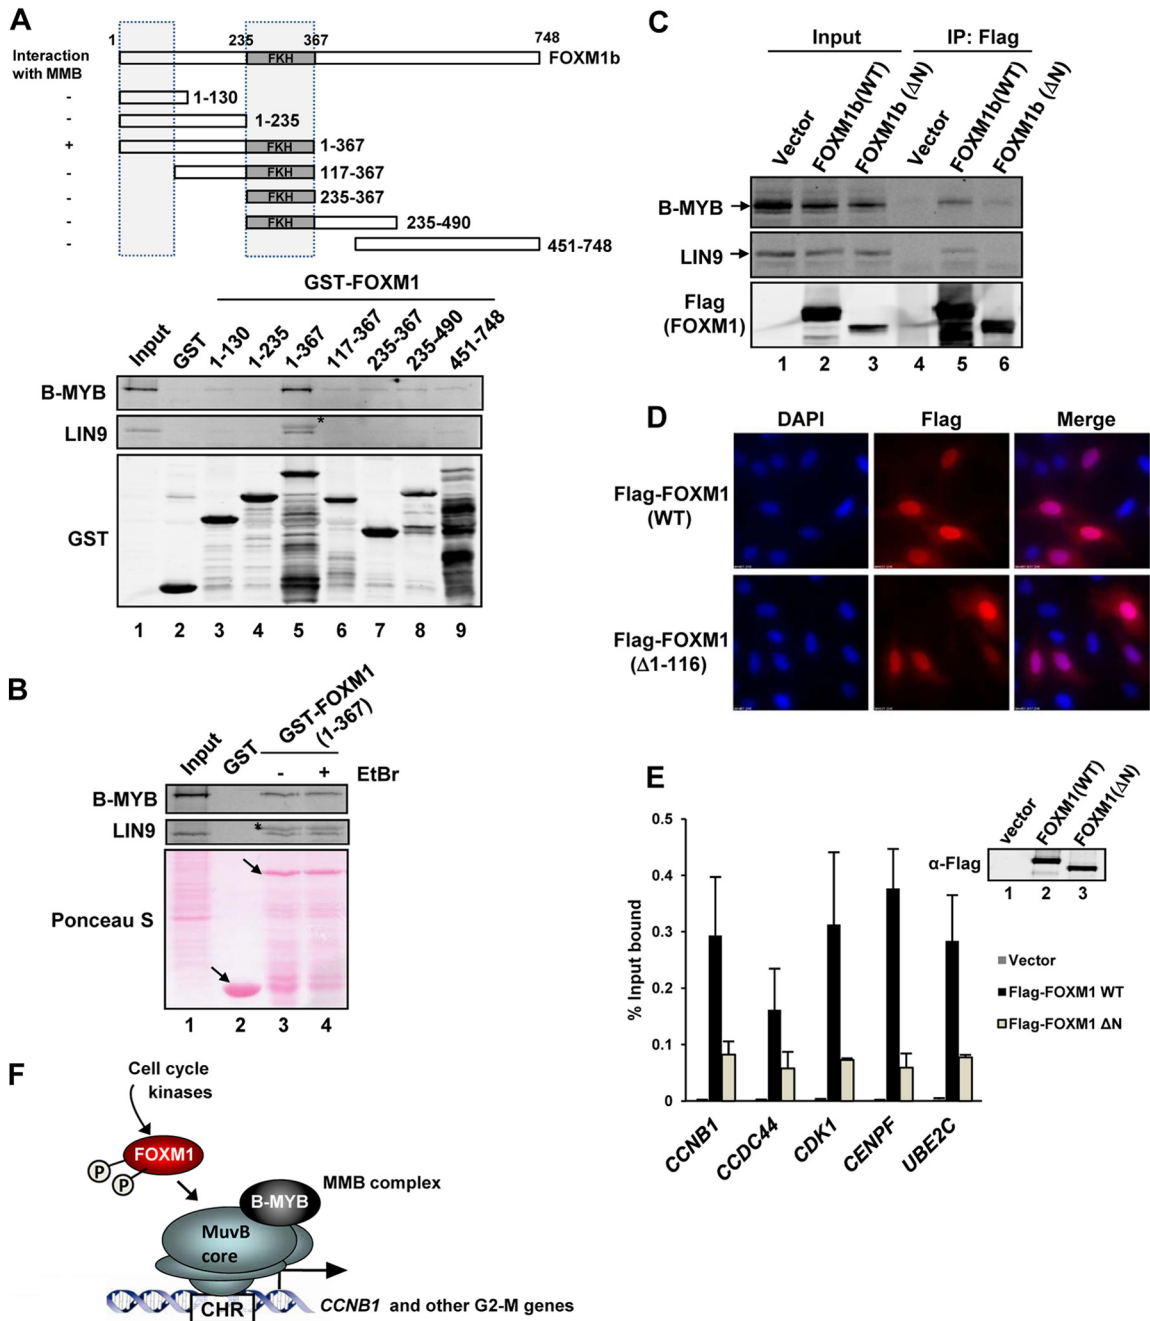 A
1 235 367 748
Interaction
with MMB
FKH
FOXM1b
- 1-130
- 1-235
+ FKH 1-367
- FKH 117-367
- FKH 235-367
- FKH 235-490
- 451-748
GST-FOXM1
Input GST 1-130 1-235 1-367 117-367 235-367 235-490 451-748
B-MYB
LIN9 *
GST
1 2 3 4 5 6 7 8 9
B
GST-FOXM1
(1-367)
Input GST - + EtBr
B-MYB
LIN9 *
Ponceau S
1 2 3 4
C
Input IP: Flag
Vector FOXM1b(WT) FOXM1b(ΔN) Vector FOXM1b(WT) FOXM1b (ΔN)
B-MYB
LIN9
Flag
(FOXM1)
1 2 3 4 5 6
D
DAPI Flag Merge
Flag-FOXM1
(WT)
Flag-FOXM1
(Δ1-116)
E
vector FOXM1(WT) FOXM1(ΔN)
α-Flag
1 2 3
% Input bound
0.5
0.4
0.3
0.2
0.1
0
Vector
Flag-FOXM1 WT
Flag-FOXM1 ΔN
CCNB1 CCDC44 CDK1 CENPF UBE2C
F
Cell cycle
kinases
FOXM1
P
P
MMB complex
B-MYB
MuvB
core
CHR
CCNB1 and other G2-M genes